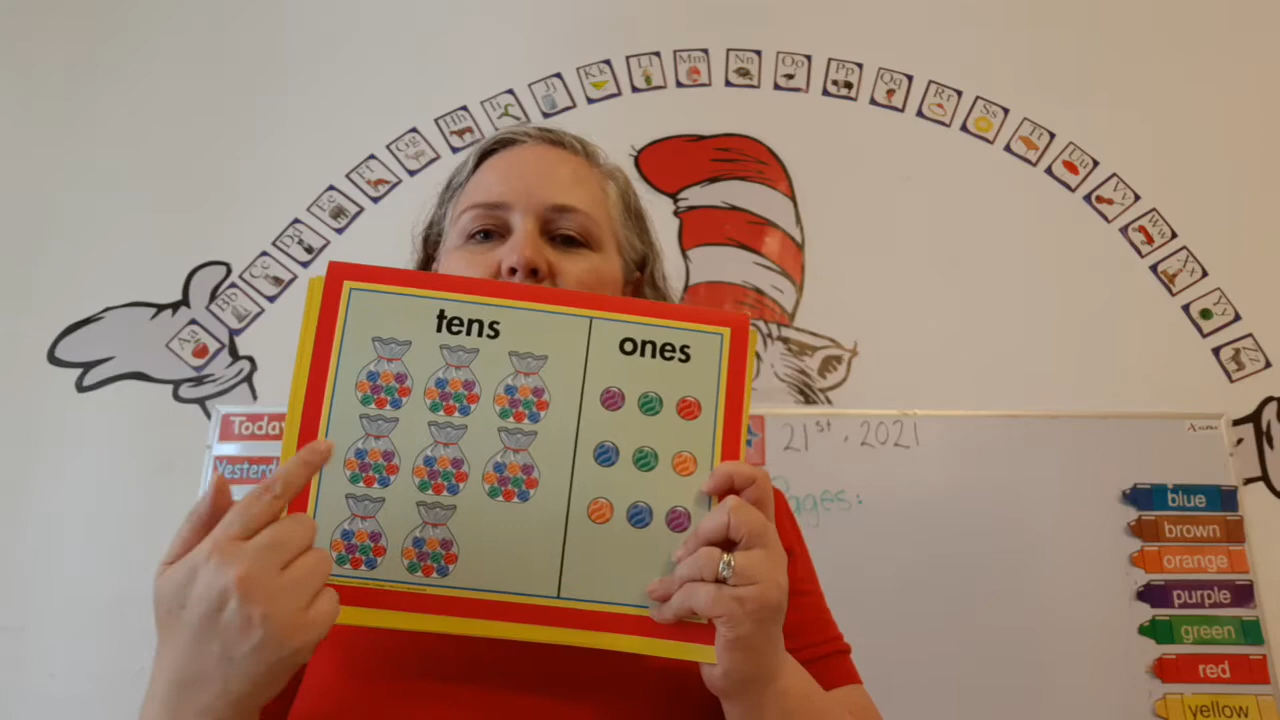 Aa
Bb
Cc
Dd
Ee
Ff
Gg
Hh
Ii
Jj
Kk
Ll
Mm
Nn
Oo
Pp
Qq
Rr
Ss
Tt
Uu
Vv
Ww
Xx
Yy
Zz
tens
ones
Today
21st, 2021
ALPHA
blue
brown
orange
purple
green
red
yellow